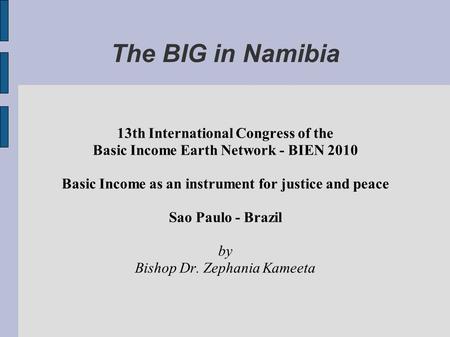 The BIG in Namibia
13th International Congress of the
Basic Income Earth Network - BIEN 2010
Basic Income as an instrument for justice and peace
Sao Paulo - Brazil
by
Bishop Dr. Zephania Kameeta